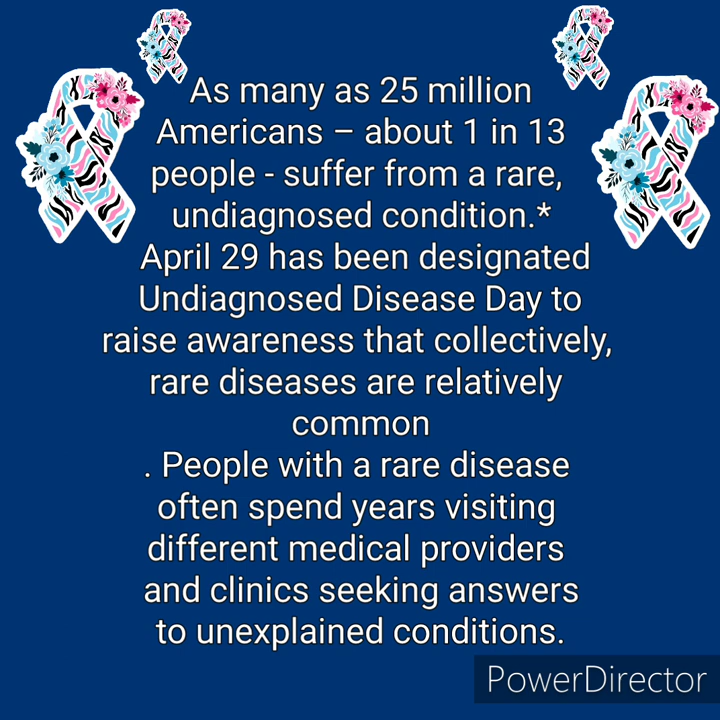 As many as 25 million
Americans – about 1 in 13
people - suffer from a rare,
undiagnosed condition.*
April 29 has been designated
Undiagnosed Disease Day to
raise awareness that collectively,
rare diseases are relatively
common
. People with a rare disease
often spend years visiting
different medical providers
and clinics seeking answers
to unexplained conditions.
PowerDirector